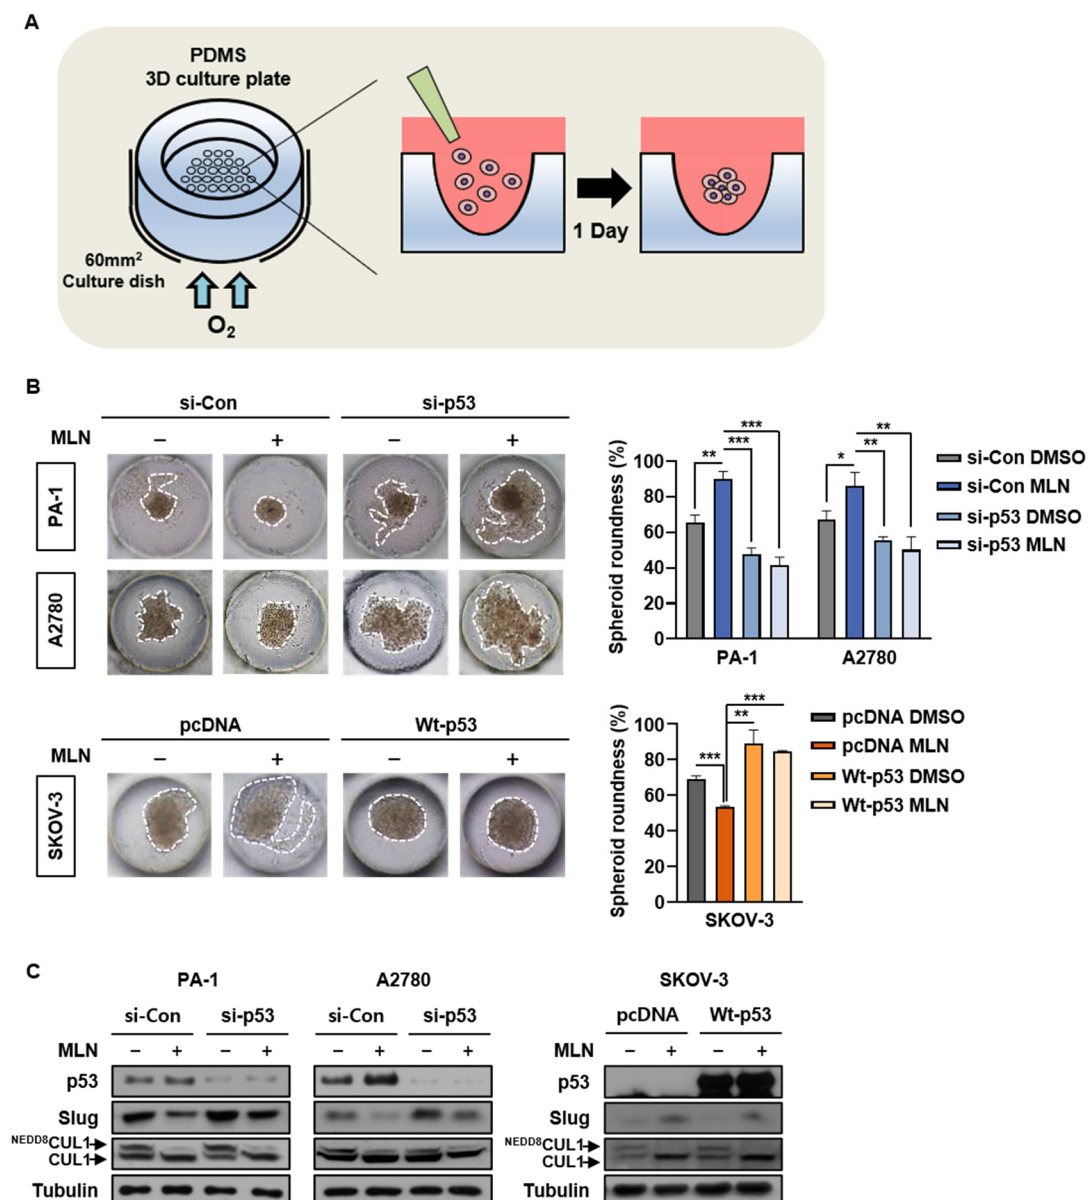 A
PDMS
3D culture plate
60mm2
Culture dish
O2
1 Day
B
si-Con si-p53
MLN – + – +
PA-1
A2780
pcDNA Wt-p53
MLN – + – +
SKOV-3
Spheroid roundness (%)
100
80
60
40
20
0
** *** *** * ** **
PA-1 A2780
si-Con DMSO
si-Con MLN
si-p53 DMSO
si-p53 MLN
Spheroid roundness (%)
100
80
60
40
20
0
*** ** ***
SKOV-3
pcDNA DMSO
pcDNA MLN
Wt-p53 DMSO
Wt-p53 MLN
C
PA-1 A2780 SKOV-3
si-Con si-p53 si-Con si-p53 pcDNA Wt-p53
MLN – + – + – + – + MLN – + – +
p53 p53
Slug Slug
NEDD8CUL1 NEDD8CUL1
CUL1 CUL1
Tubulin Tubulin